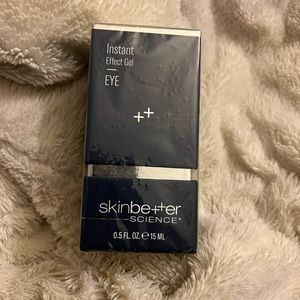 Instant
Effect Gel
EYE
++
skinbetter
SCIENCE®
0.5 FL. OZ. ℮ 15 ML